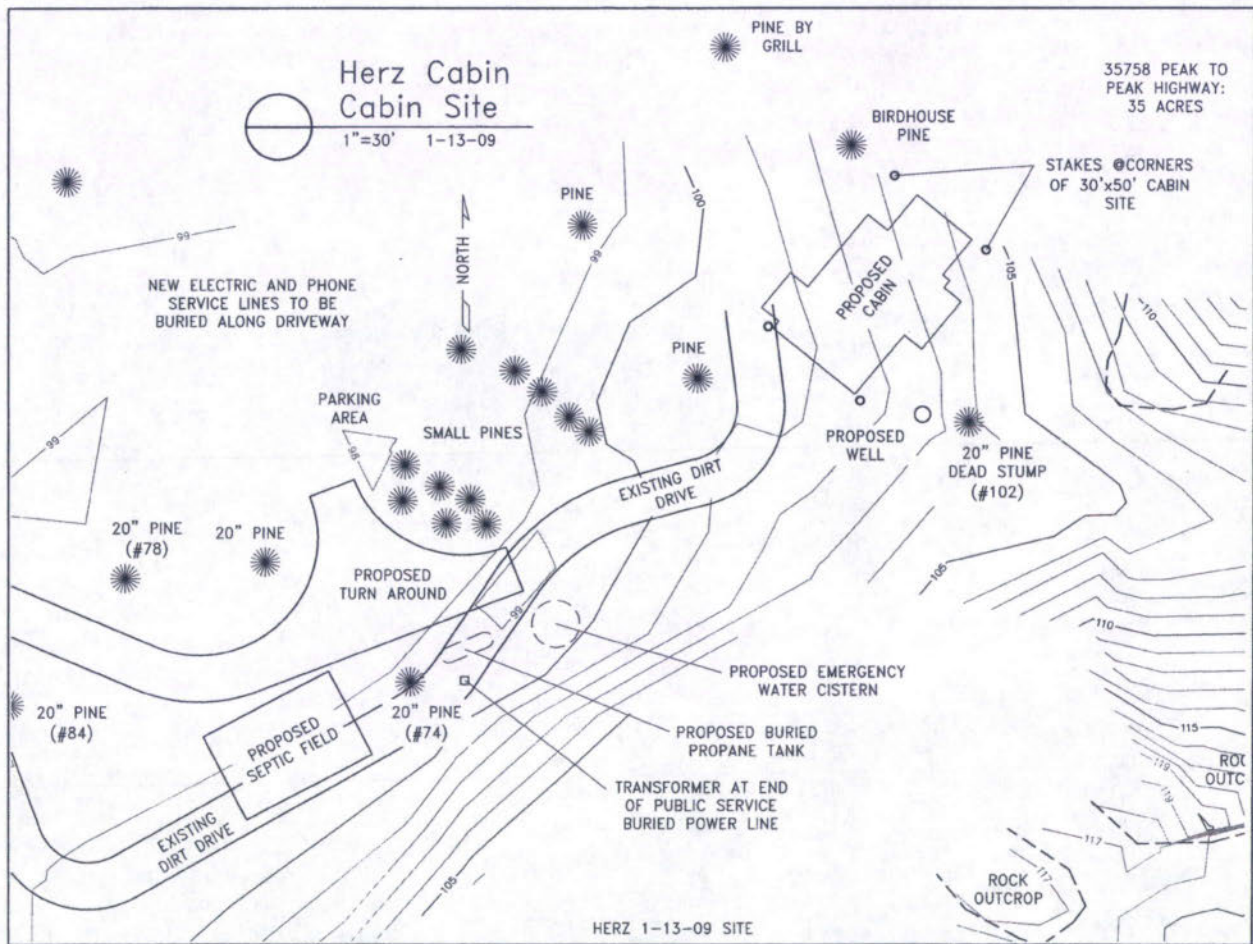 PINE BY
GRILL
Herz Cabin
Cabin Site
1"=30' 1-13-09
35758 PEAK TO
PEAK HIGHWAY:
35 ACRES
BIRDHOUSE
PINE
STAKES @CORNERS
OF 30'x50' CABIN
SITE
PINE
100
99
99
NORTH
105
NEW ELECTRIC AND PHONE
SERVICE LINES TO BE
BURIED ALONG DRIVEWAY
PROPOSED
CABIN
110
PINE
PARKING
AREA
99
98
SMALL PINES
PROPOSED
WELL
20" PINE
DEAD STUMP
(#102)
EXISTING DIRT
DRIVE
20" PINE
(#78)
20" PINE
PROPOSED
TURN AROUND
105
99
110
PROPOSED EMERGENCY
WATER CISTERN
20" PINE
(#84)
20" PINE
(#74)
PROPOSED
SEPTIC FIELD
PROPOSED BURIED
PROPANE TANK
115
119
119
TRANSFORMER AT END
OF PUBLIC SERVICE
BURIED POWER LINE
EXISTING
DIRT DRIVE
117
117
105
ROCK
OUTCROP
HERZ 1-13-09 SITE